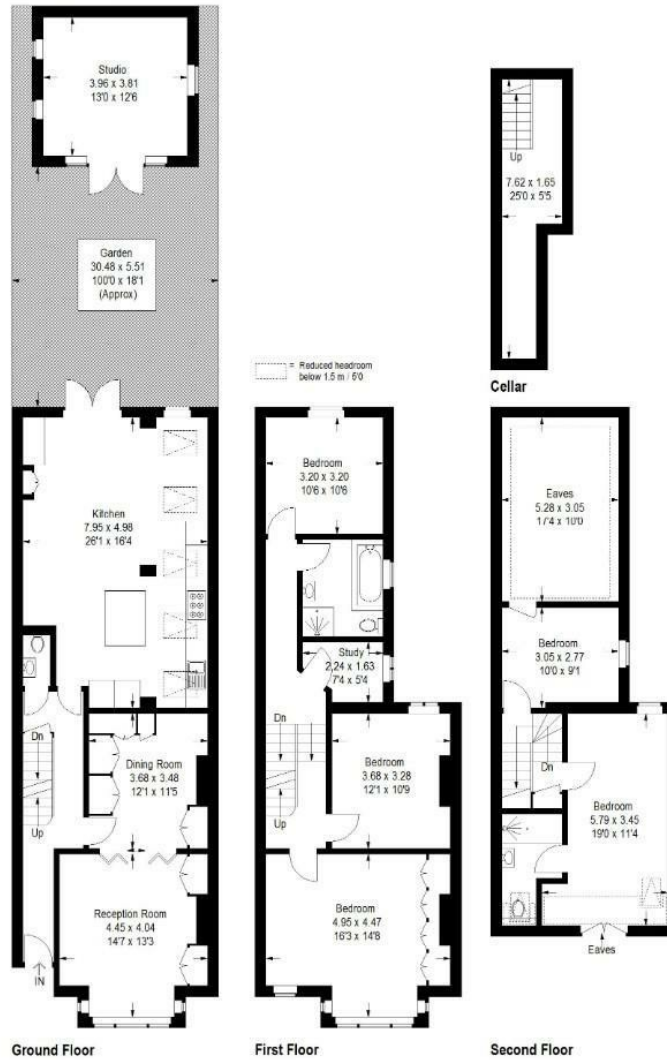 Studio
3.96 x 3.81
13'0 x 12'6
Garden
30.48 x 5.51
100'0 x 18'1
(Approx)
Kitchen
7.95 x 4.98
26'1 x 16'4
Dn
Up
Dining Room
3.68 x 3.48
12'1 x 11'5
Reception Room
4.45 x 4.04
14'7 x 13'3
IN
Ground Floor
= Reduced headroom
below 1.5 m / 5'0
Bedroom
3.20 x 3.20
10'6 x 10'6
Study
2.24 x 1.63
7'4 x 5'4
Dn
Up
Bedroom
3.68 x 3.28
12'1 x 10'9
Bedroom
4.95 x 4.47
16'3 x 14'8
First Floor
Up
7.62 x 1.65
25'0 x 5'5
Cellar
Eaves
5.28 x 3.05
17'4 x 10'0
Bedroom
3.05 x 2.77
10'0 x 9'1
Dn
Bedroom
5.79 x 3.45
19'0 x 11'4
Eaves
Second Floor